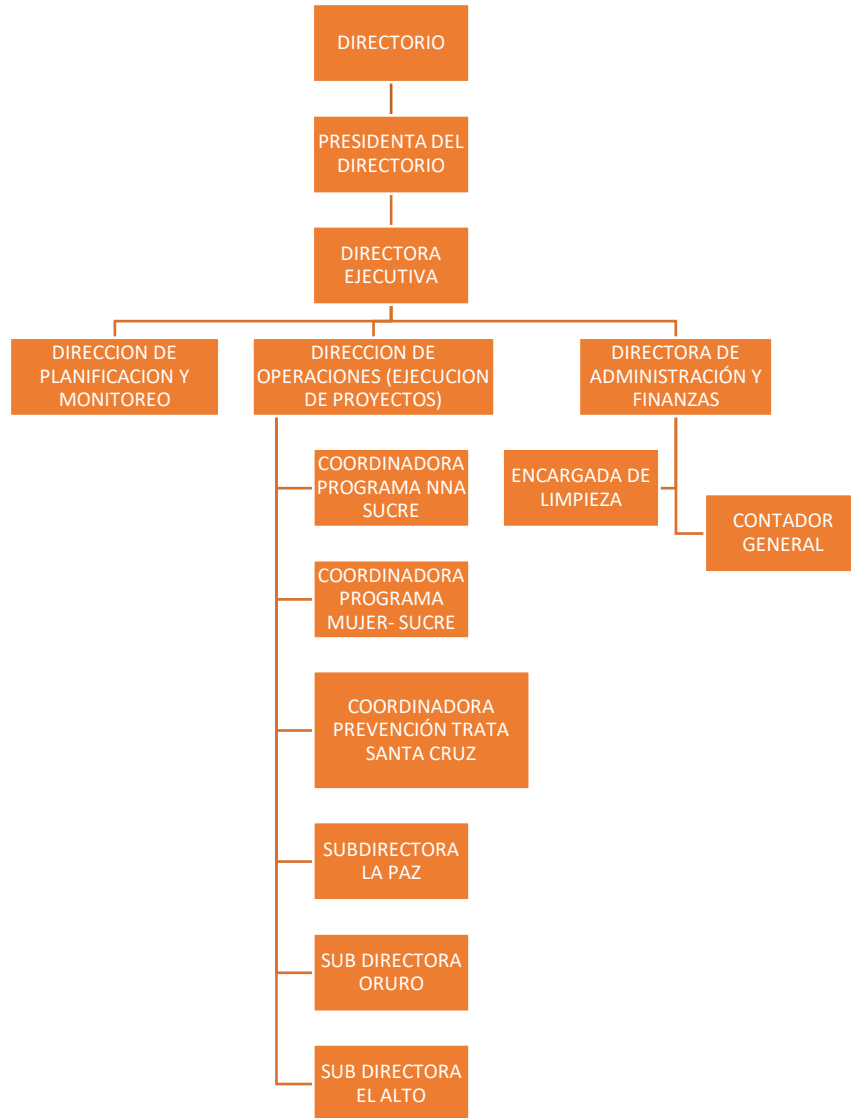 DIRECTORIO
PRESIDENTA DEL
DIRECTORIO
DIRECTORA
EJECUTIVA
DIRECCION DE
PLANIFICACION Y
MONITOREO
DIRECCION DE
OPERACIONES (EJECUCION
DE PROYECTOS)
DIRECTORA DE
ADMINISTRACIÓN Y
FINANZAS
COORDINADORA
PROGRAMA NNA
SUCRE
ENCARGADA DE
LIMPIEZA
CONTADOR
GENERAL
COORDINADORA
PROGRAMA
MUJER- SUCRE
COORDINADORA
PREVENCIÓN TRATA
SANTA CRUZ
SUBDIRECTORA
LA PAZ
SUB DIRECTORA
ORURO
SUB DIRECTORA
EL ALTO